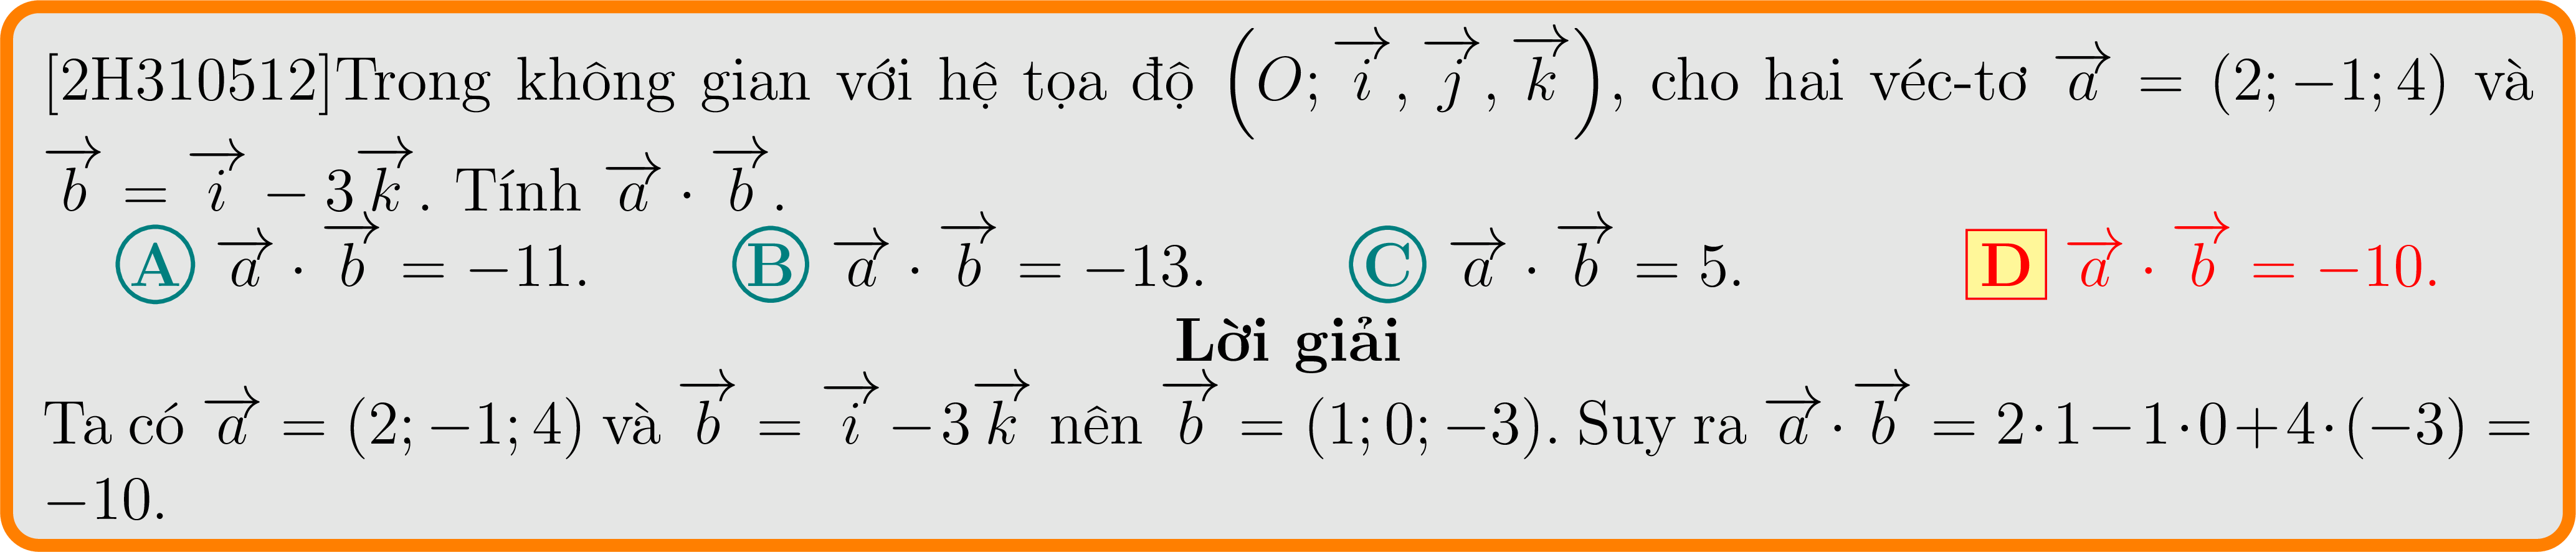 [2H310512]Trong không gian với hệ tọa độ $\left(O; \overrightarrow{i}, \overrightarrow{j}, \overrightarrow{k}\right)$, cho hai véc-tơ $\overrightarrow{a} = (2; -1; 4)$ và
$\overrightarrow{b} = \overrightarrow{i} - 3\overrightarrow{k}$. Tính $\overrightarrow{a} \cdot \overrightarrow{b}$.
A $\overrightarrow{a} \cdot \overrightarrow{b} = -11$. B $\overrightarrow{a} \cdot \overrightarrow{b} = -13$. C $\overrightarrow{a} \cdot \overrightarrow{b} = 5$. D $\overrightarrow{a} \cdot \overrightarrow{b} = -10$.
Lời giải
Ta có $\overrightarrow{a} = (2; -1; 4)$ và $\overrightarrow{b} = \overrightarrow{i} - 3\overrightarrow{k}$ nên $\overrightarrow{b} = (1; 0; -3)$. Suy ra $\overrightarrow{a} \cdot \overrightarrow{b} = 2 \cdot 1 - 1 \cdot 0 + 4 \cdot (-3) =$
$-10$.